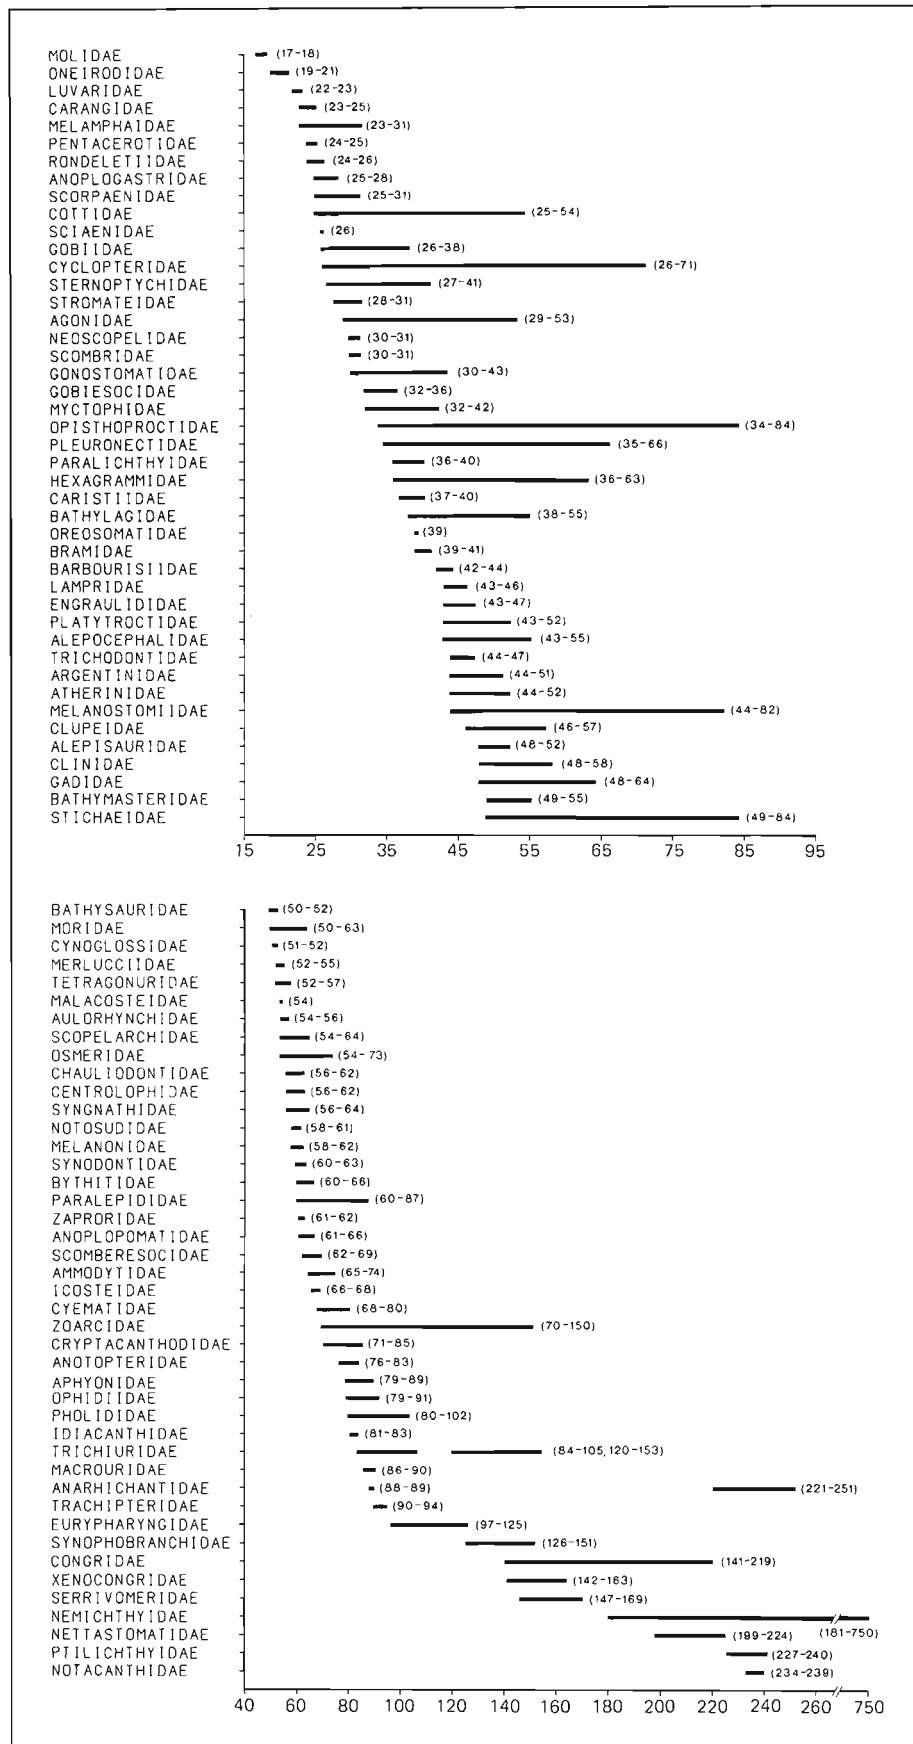 MOLIDAE (17-18)
ONEIRODIDAE (19-21)
LUVARIDAE (22-23)
CARANGIDAE (23-25)
MELAMPHAIDAE (23-31)
PENTACEROTIDAE (24-25)
RONDELETIIDAE (24-26)
ANOPLOGASTRIDAE (25-28)
SCORPAENIDAE (25-31)
COTTIDAE (25-54)
SCIAENIDAE (26)
GOBIIDAE (26-38)
CYCLOPTERIDAE (26-71)
STERNOPTYCHIDAE (27-41)
STROMATEIDAE (28-31)
AGONIDAE (29-53)
NEOSCOPELIDAE (30-31)
SCOMBRIDAE (30-31)
GONOSTOMATIDAE (30-43)
GOBIESOCIDAE (32-36)
MYCTOPHIDAE (32-42)
OPISTHOPROCTIDAE (34-84)
PLEURONECTIDAE (35-66)
PARALICHTHYIDAE (36-40)
HEXAGRAMMIDAE (36-63)
CARISTIIDAE (37-40)
BATHYLAGIDAE (38-55)
OREOSOMATIDAE (39)
BRAMIDAE (39-41)
BARBOURISIIDAE (42-44)
LAMPRIDAE (43-46)
ENGRAULIDIDAE (43-47)
PLATYTROCTIDAE (43-52)
ALEPOCEPHALIDAE (43-55)
TRICHODONTIDAE (44-47)
ARGENTINIDAE (44-51)
ATHERINIDAE (44-52)
MELANOSTOMIIDAE (44-82)
CLUPEIDAE (46-57)
ALEPISAURIDAE (48-52)
CLINIDAE (48-58)
GADIDAE (48-64)
BATHYMASTERIDAE (49-55)
STICHAEIDAE (49-84)
15 25 35 45 55 65 75 85 95
BATHYSAURIDAE (50-52)
MORIDAE (50-63)
CYNOGLOSSIDAE (51-52)
MERLUCCIIDAE (52-55)
TETRAGONURIDAE (52-57)
MALACOSTEIDAE (54)
AULORHYNCHIDAE (54-56)
SCOPELARCHIDAE (54-64)
OSMERIDAE (54-73)
CHAULIODONTIDAE (56-62)
CENTROLOPHIDAE (56-62)
SYNGNATHIDAE (56-64)
NOTOSUDIDAE (58-61)
MELANONIDAE (58-62)
SYNODONTIDAE (60-63)
BYTHITIDAE (60-66)
PARALEPIDIDAE (60-87)
ZAPRORIDAE (61-62)
ANOPLOPOMATIDAE (61-66)
SCOMBERESOCIDAE (62-69)
AMMODYTIDAE (65-74)
ICOSTEIDAE (66-68)
CYEMATIDAE (68-80)
ZOARCIDAE (70-150)
CRYPTACANTHODIDAE (71-85)
ANOTOPTERIDAE (76-83)
APHYONIDAE (79-89)
OPHIDIIDAE (79-91)
PHOLIDIDAE (80-102)
IDIACANTHIDAE (81-83)
TRICHIURIDAE (84-105, 120-153)
MACROURIDAE (86-90)
ANARHICHANTIDAE (88-89) (221-251)
TRACHIPTERIDAE (90-94)
EURYPHARYNGIDAE (97-125)
SYNOPHOBRANCHIDAE (126-151)
CONGRIDAE (141-219)
XENOCONGRIDAE (142-163)
SERRIVOMERIDAE (147-169)
NEMICHTHYIDAE (181-750)
NETTASTOMATIDAE (199-224)
PTILICHTHYIDAE (227-240)
NOTACANTHIDAE (234-239)
40 60 80 100 120 140 160 180 200 220 240 260 750